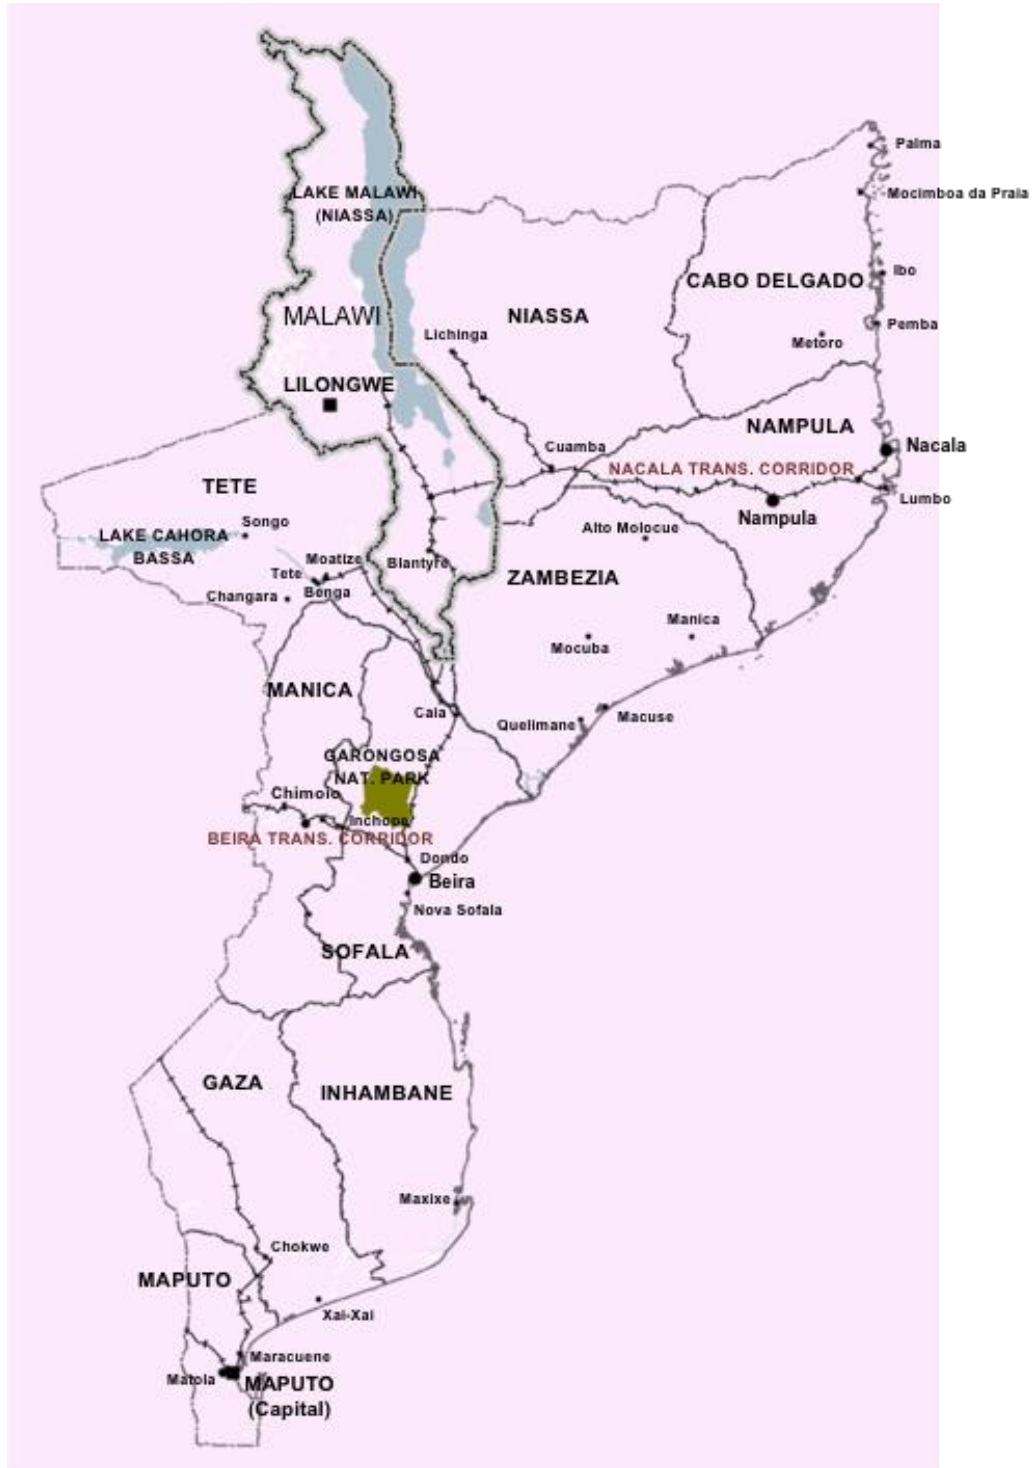 Palma
LAKE MALAWI
(NIASSA)
Mocimboa da Praia
CABO DELGADO
Ibo
MALAWI
NIASSA
Lichinga
Pemba
Metoro
LILONGWE
NAMPULA
Cuamba
Nacala
NACALA TRANS. CORRIDOR
TETE
Lumbo
Songo
Nampula
Alto Molocue
LAKE CAHORA
BASSA
Moatize
Blantyre
Tete
ZAMBEZIA
Benga
Changara
Manica
Mocuba
MANICA
Caia
Quelimane
Macuse
GARONGOSA
NAT. PARK
Chimoio
Inchope
BEIRA TRANS. CORRIDOR
Dondo
Beira
Nova Sofala
SOFALA
GAZA
INHAMBANE
Maxixe
Chokwe
MAPUTO
Xai-Xai
Maracuene
Matola
MAPUTO
(Capital)